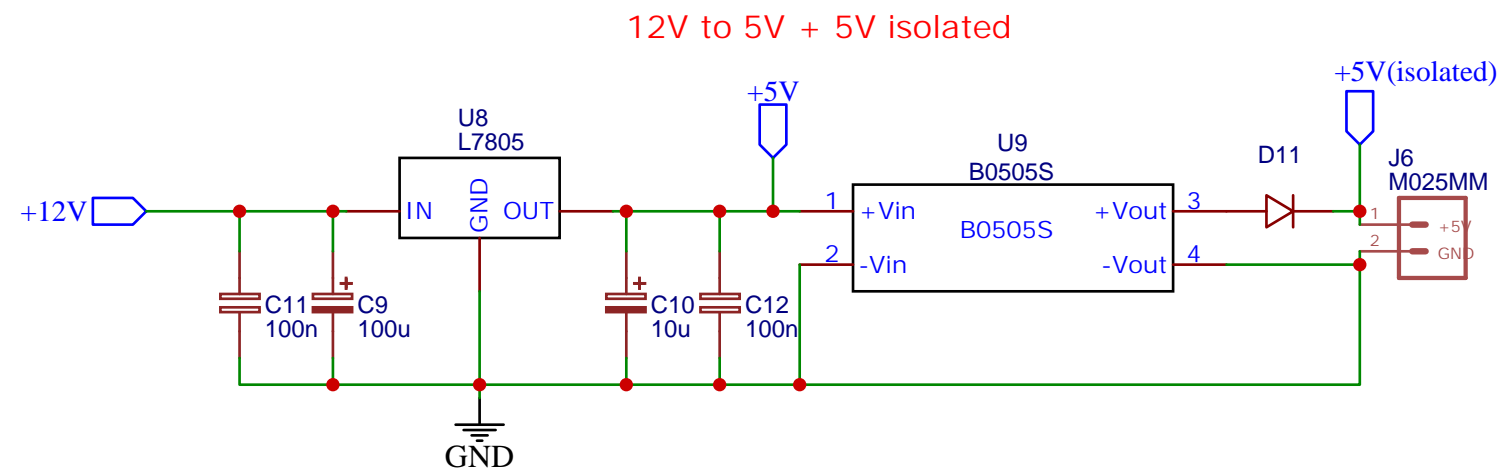 12V to 5V + 5V isolated
+12V
U8
L7805
IN
GND
OUT
C11
100n
C9
100u
GND
+5V
C10
10u
C12
100n
U9
B0505S
1
+Vin
2
-Vin
B0505S
+Vout
3
-Vout
4
D11
+5V(isolated)
J6
M025MM
1
+5V
2
GND